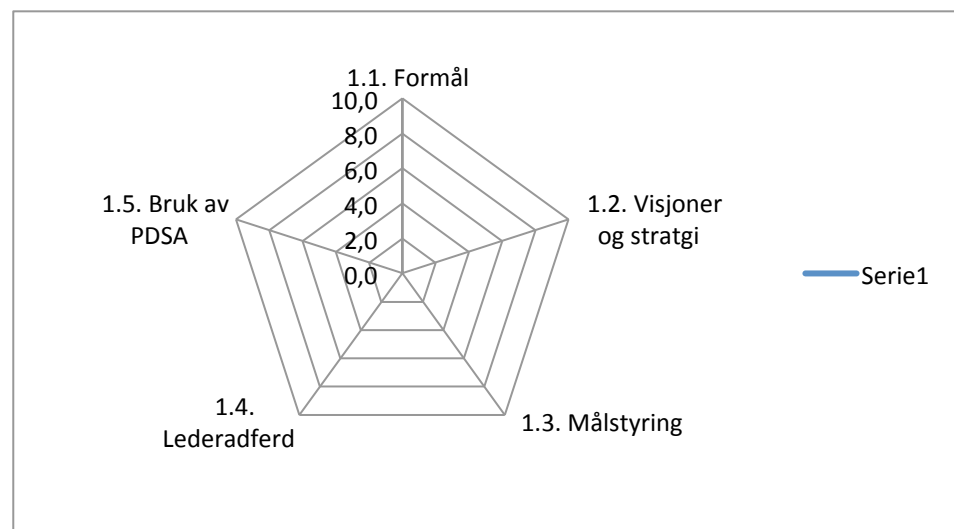 1.1. Formål
10,0
8,0
6,0
4,0
2,0
0,0
1.2. Visjoner
og stratgi
1.3. Målstyring
1.4.
Lederadferd
1.5. Bruk av
PDSA
Serie1